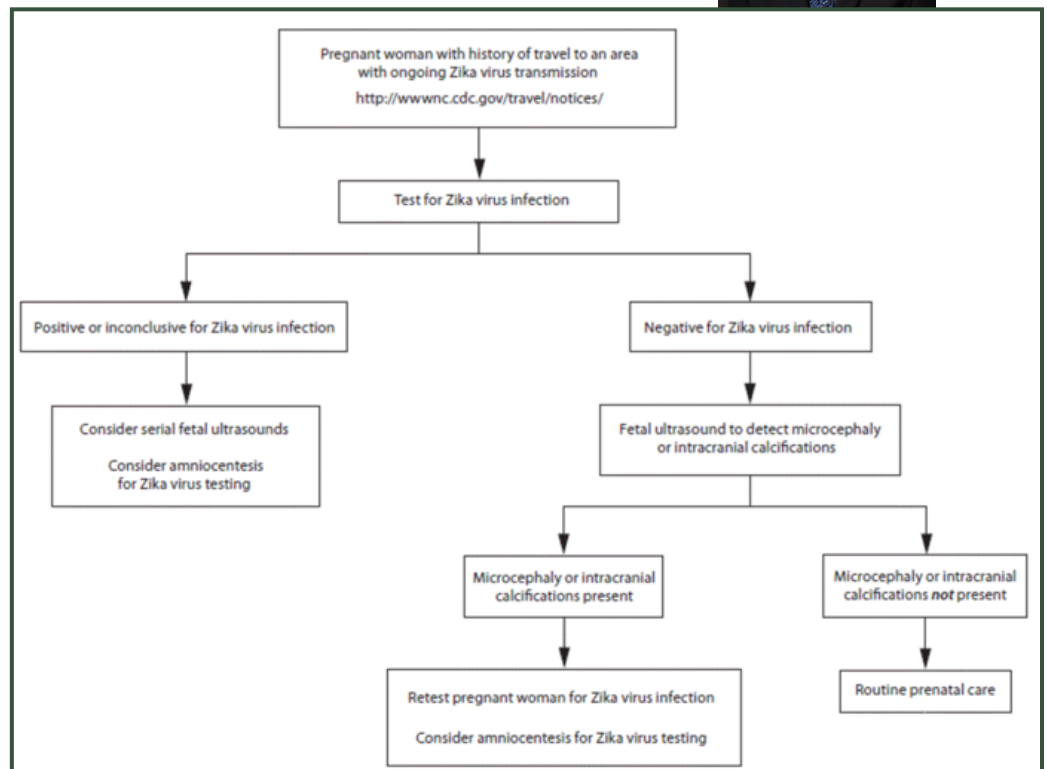 Pregnant woman with history of travel to an area
with ongoing Zika virus transmission
http://wwwnc.cdc.gov/travel/notices/
Test for Zika virus infection
Positive or inconclusive for Zika virus infection
Negative for Zika virus infection
Consider serial fetal ultrasounds
Consider amniocentesis
for Zika virus testing
Fetal ultrasound to detect microcephaly
or intracranial calcifications
Microcephaly or intracranial
calcifications present
Microcephaly or intracranial
calcifications not present
Retest pregnant woman for Zika virus infection
Consider amniocentesis for Zika virus testing
Routine prenatal care